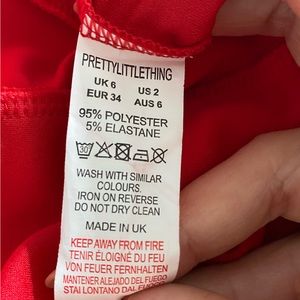 PRETTYLITTLETHING
UK 6 US 2
EUR 34 AUS 6
95% POLYESTER
5% ELASTANE
30
WASH WITH SIMILAR
COLOURS.
IRON ON REVERSE
DO NOT DRY CLEAN
MADE IN UK
KEEP AWAY FROM FIRE
TENIR ÉLOIGNÉ DU FEU
VON FEUER FERNHALTEN
MANTENER ALEJADO DEL FUEGO
STAI LONTANO DAL